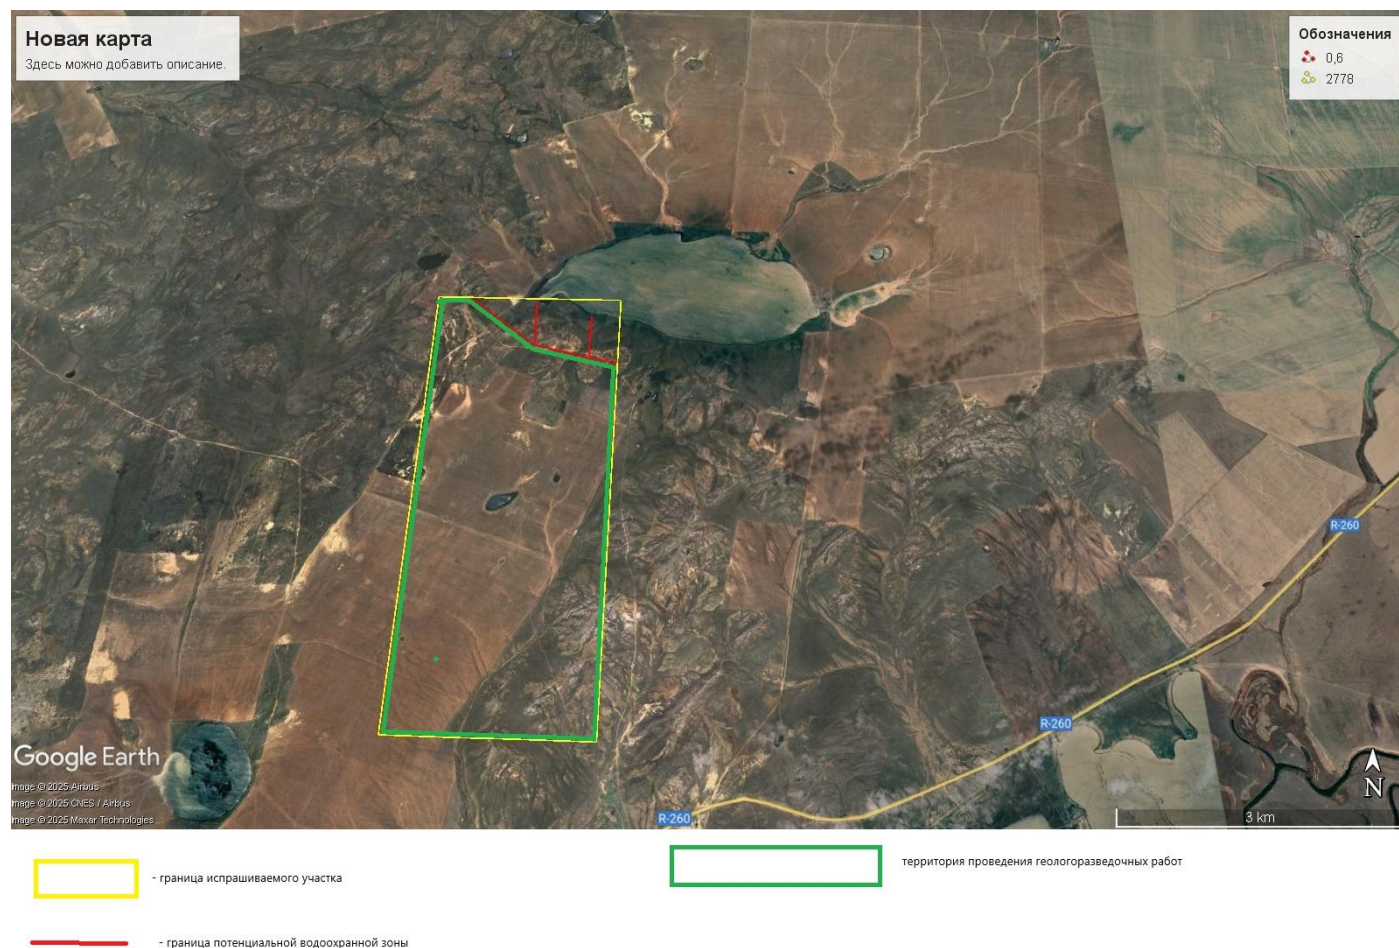 Новая карта
Здесь можно добавить описание.
Обозначения
0,6
2778
R-260
R-260
R-260
Google Earth
Image © 2025 Airbus
Image © 2025 CNES / Airbus
Image © 2025 Maxar Technologies
N
3 km
- граница испрашиваемого участка
территория проведения геологоразведочных работ
- граница потенциальной водоохранной зоны